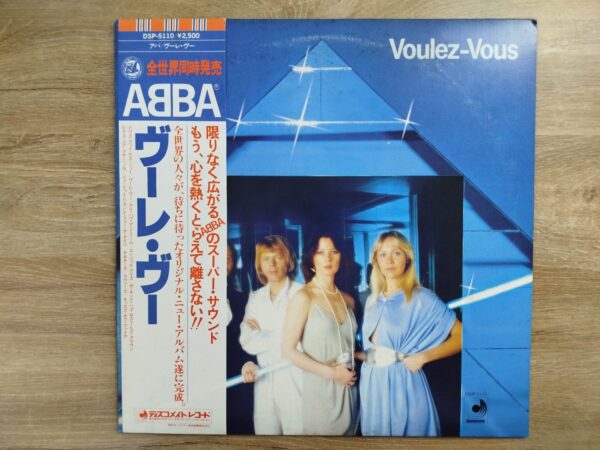 DSP-5110 ¥2,500
アバ/ヴーレ・ヴー
全世界同時発売
ABBA®
ヴーレ・ヴー
限りなく広がるABBAのスーパー・サウンド
もう、心を熱くとらえて離さない!!
全世界の人々が、待ちに待ったオリジナル・ニュー・アルバム遂に完成。
ディスコメイトレコード
Voulez-Vous